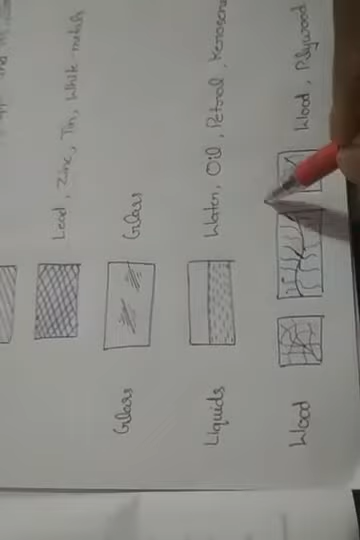 Lead, Zinc, Tin, White-metals
Glass Glass
Liquids Water, Oil, Petrol, Kerosene
Wood Wood, Plywood